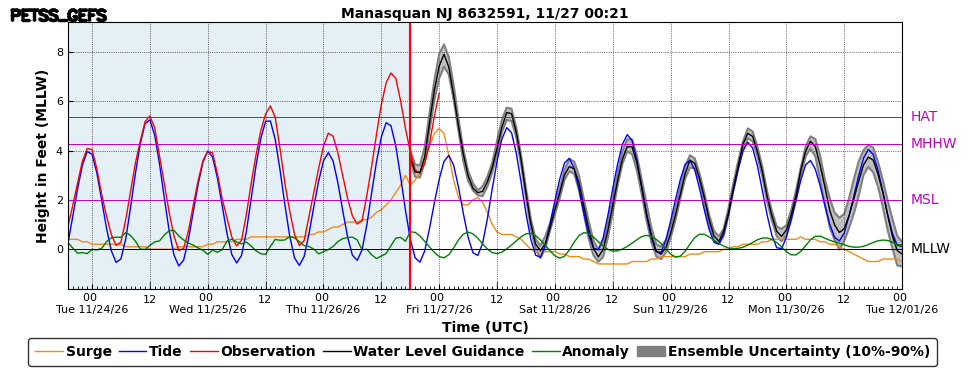 PETSS_GEFS
Manasquan NJ 8632591, 11/27 00:21
Height in Feet (MLLW)
8
6
4
2
0
HAT
MHHW
MSL
MLLW
00 12 00 12 00 12 00 12 00 12 00 12 00 12 00
Tue 11/24/26 Wed 11/25/26 Thu 11/26/26 Fri 11/27/26 Sat 11/28/26 Sun 11/29/26 Mon 11/30/26 Tue 12/01/26
Time (UTC)
Surge Tide Observation Water Level Guidance Anomaly Ensemble Uncertainty (10%-90%)